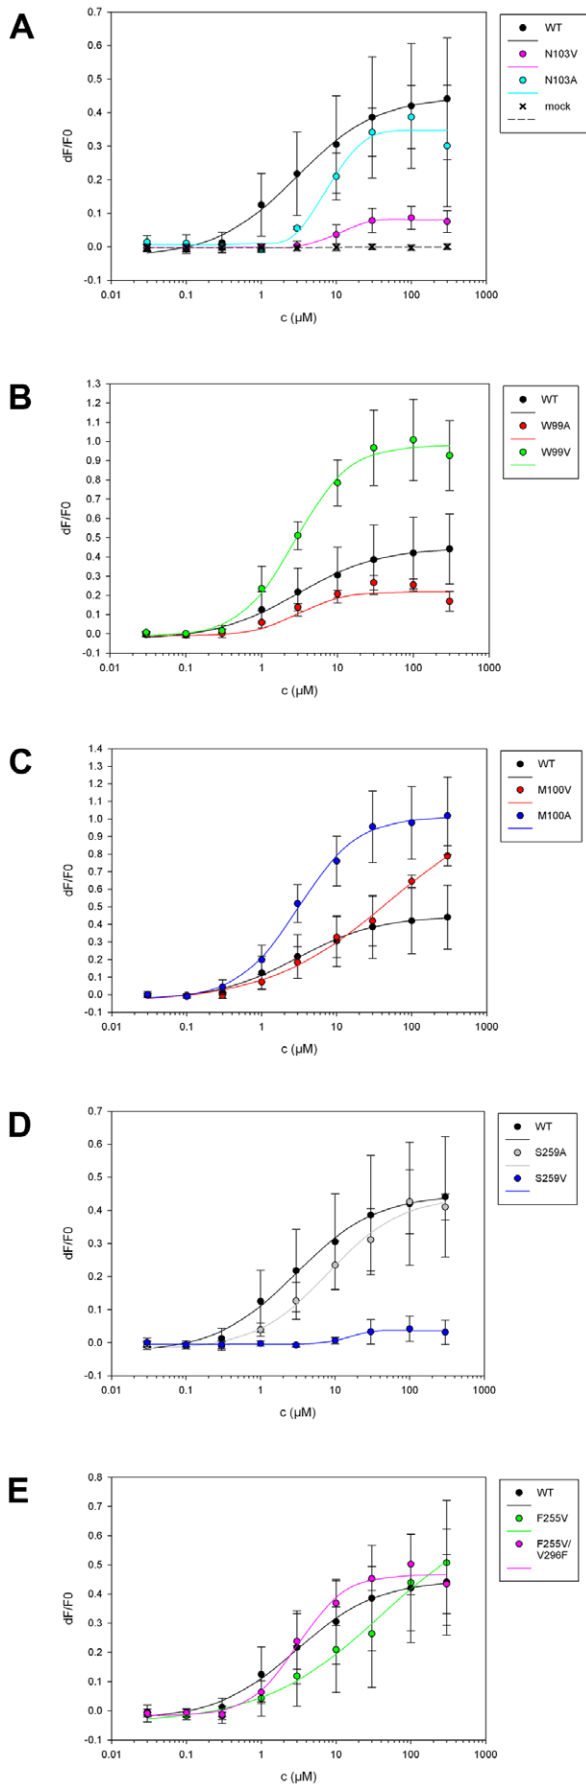 A
0.7
0.6
0.5
0.4
0.3
0.2
0.1
0.0
-0.1
dF/F0
0.01
0.1
1
10
100
1000
c (µM)
WT
N103V
N103A
mock
B
1.3
1.2
1.1
1.0
0.9
0.8
0.7
0.6
0.5
0.4
0.3
0.2
0.1
0.0
-0.1
dF/F0
0.01
0.1
1
10
100
1000
c (µM)
WT
W99A
W99V
C
1.4
1.3
1.2
1.1
1.0
0.9
0.8
0.7
0.6
0.5
0.4
0.3
0.2
0.1
0.0
-0.1
dF/F0
0.01
0.1
1
10
100
1000
c (µM)
WT
M100V
M100A
D
0.7
0.6
0.5
0.4
0.3
0.2
0.1
0.0
-0.1
dF/F0
0.01
0.1
1
10
100
1000
c (µM)
WT
S259A
S259V
E
0.8
0.7
0.6
0.5
0.4
0.3
0.2
0.1
0.0
-0.1
dF/F0
0.01
0.1
1
10
100
1000
c (µM)
WT
F255V
F255V/
V296F